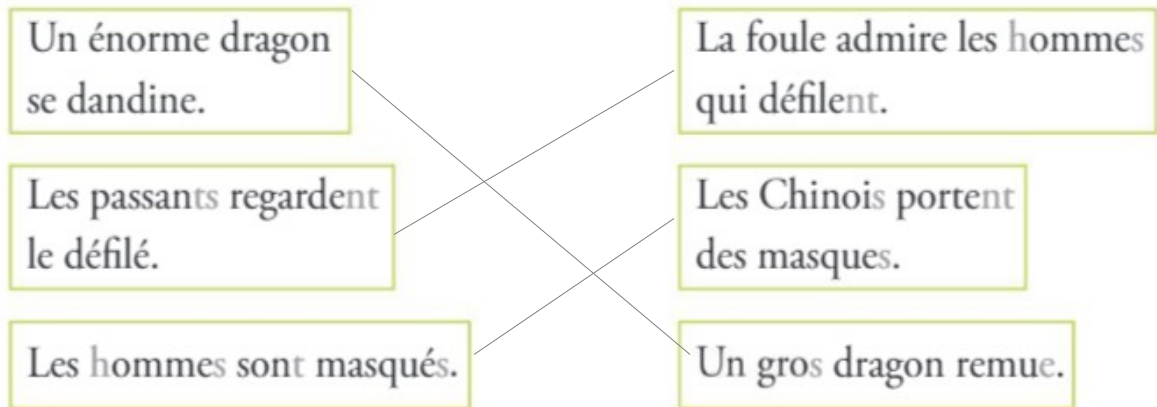 Un énorme dragon
se dandine.
Les passants regardent
le défilé.
Les hommes sont masqués.
La foule admire les hommes
qui défilent.
Les Chinois portent
des masques.
Un gros dragon remue.